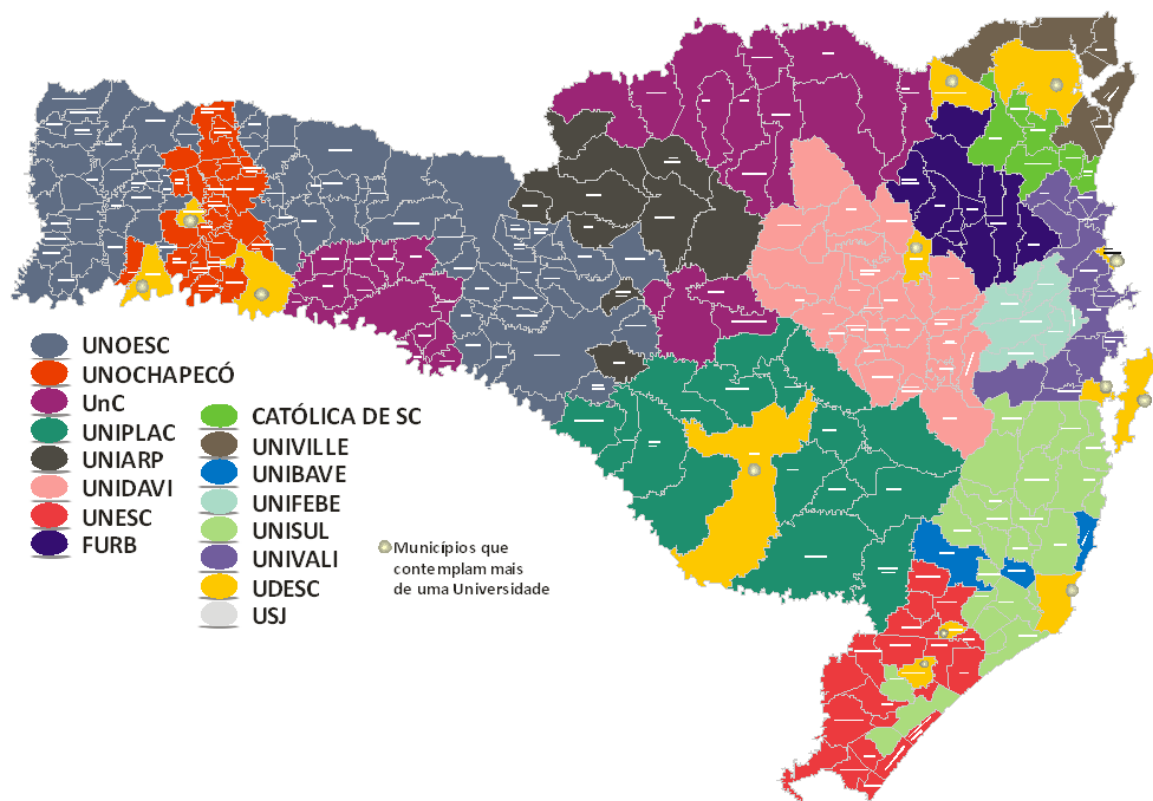 UNOESC
UNOCHAPECÓ
UnC
UNIPLAC
UNIARP
UNIDAVI
UNESC
FURB
CATÓLICA DE SC
UNIVILLE
UNIBAVE
UNIFEBE
UNISUL
UNIVALI
UDESC
USJ
Municípios que
contemplam mais
de uma Universidade